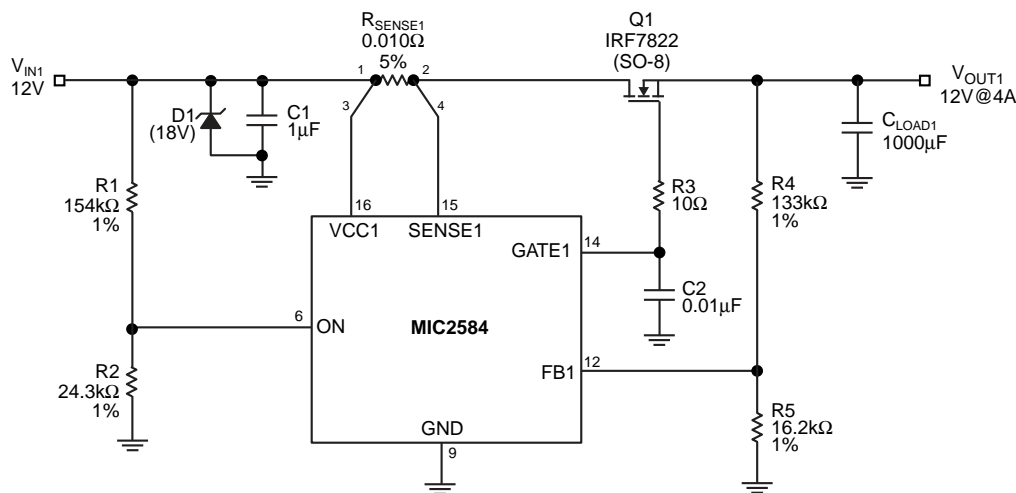 RSENSE1
0.010Ω
5%
Q1
IRF7822
(SO-8)
VIN1
12V
1
2
3
4
VOUT1
12V@4A
D1
(18V)
C1
1µF
CLOAD1
1000µF
R1
154kΩ
1%
R3
10Ω
R4
133kΩ
1%
16
15
VCC1
SENSE1
GATE1
14
C2
0.01µF
6
ON
MIC2584
R2
24.3kΩ
1%
FB1
12
R5
16.2kΩ
1%
GND
9